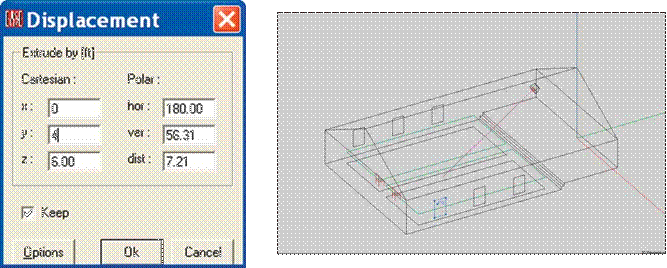 EASE Displacement
Extrude by [ft]
Cartesian : Polar :
x : 0 hor : 180.00
y : 4 ver : 56.31
z : 6.00 dist : 7.21
Keep
Options Ok Cancel